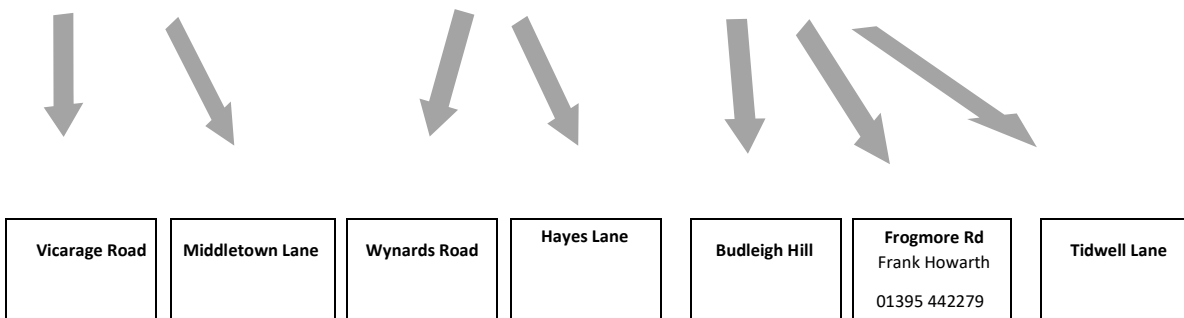 Vicarage Road
Middletown Lane
Wynards Road
Hayes Lane
Budleigh Hill
Frogmore Rd
Frank Howarth
01395 442279
Tidwell Lane